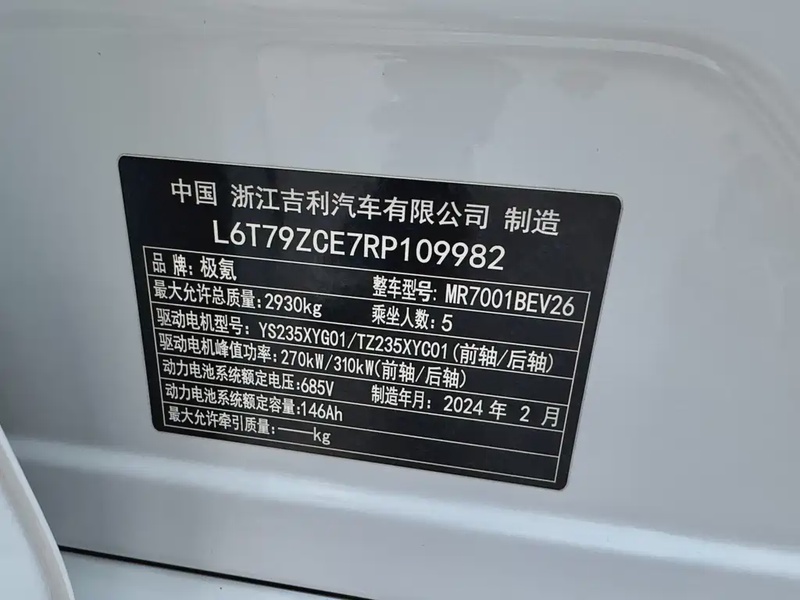 中国 浙江吉利汽车有限公司 制造
L6T79ZCE7RP109982
品 牌:极氪 整车型号:MR7001BEV26
最大允许总质量:2930kg 乘坐人数:5
驱动电机型号:YS235XYG01/TZ235XYC01(前轴/后轴)
驱动电机峰值功率:270kW/310kW(前轴/后轴)
动力电池系统额定电压:685V 制造年月:2024 年 2 月
动力电池系统额定容量:146Ah
最大允许牵引质量:——kg